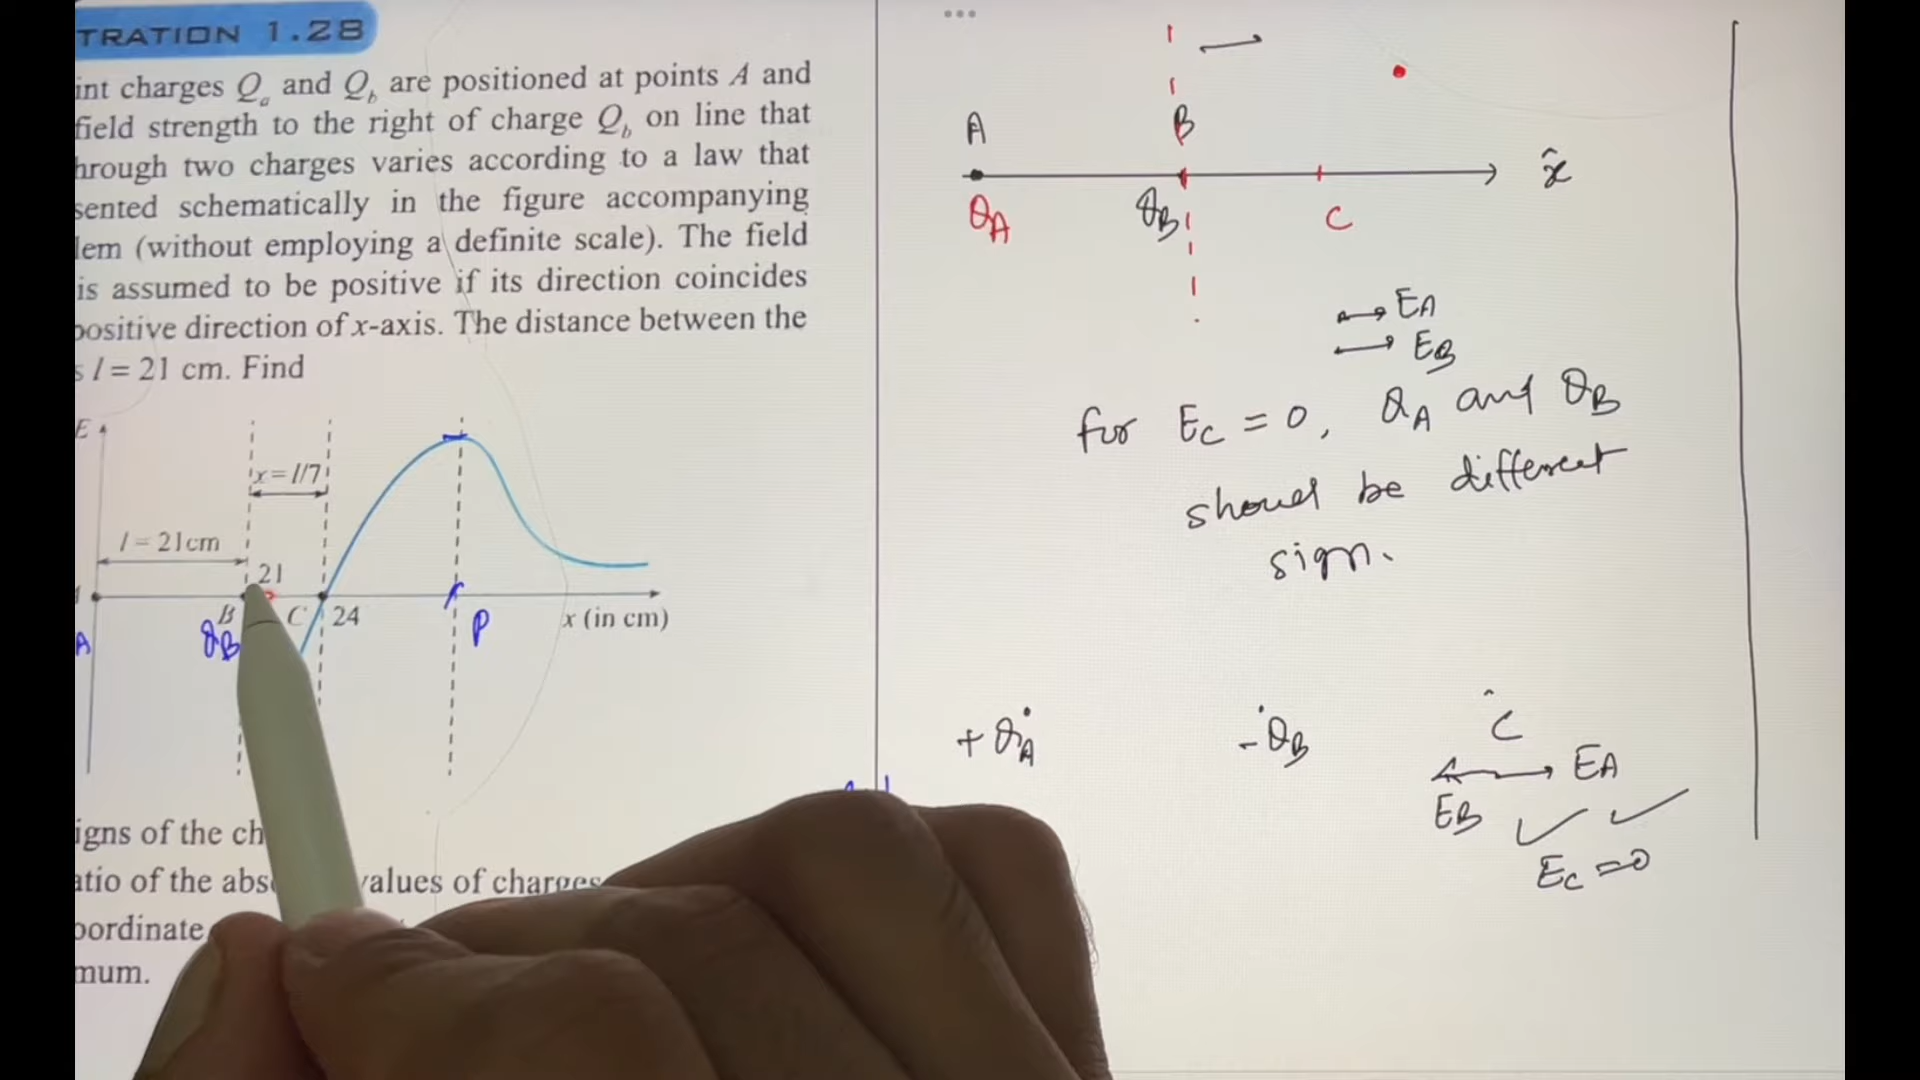 TRATION 1.28
int charges Qa and Qb are positioned at points A and
field strength to the right of charge Qb on line that
hrough two charges varies according to a law that
sented schematically in the figure accompanying
lem (without employing a definite scale). The field
is assumed to be positive if its direction coincides
positive direction of x-axis. The distance between the
s l = 21 cm. Find
E
x = l/7
l = 21cm
21
B
C
24
x (in cm)
A
QB
P
igns of the ch
atio of the abs values of charges
oordinate
mum.
A
B
x̂
QA
QB
C
EA
EB
for EC = 0, QA and QB
should be different
sign.
+ QA
- QB
C
EA
EB
EC = 0